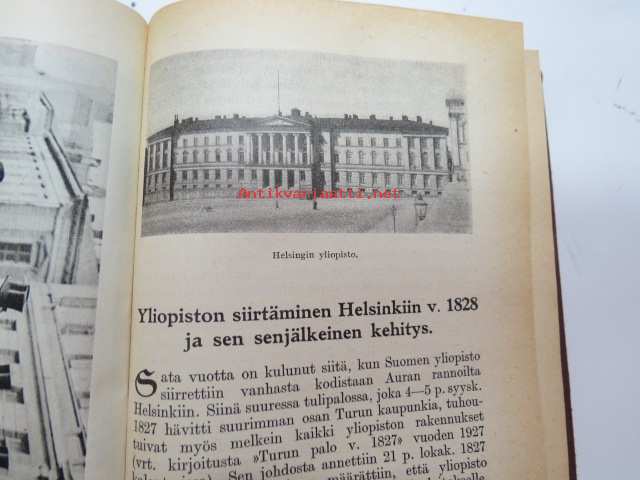 Antikvariaatti.net
Helsingin yliopisto.
Yliopiston siirtäminen Helsinkiin v. 1828
ja sen senjälkeinen kehitys.
Sata vuotta on kulunut siitä, kun Suomen yliopisto
siirrettiin vanhasta kodistaan Auran rannoilta
Helsinkiin. Siinä suuressa tulipalossa, joka 4—5 p. syysk.
1827 hävitti suurimman osan Turun kaupunkia, tuhou-
tuivat myös melkein kaikki yliopiston rakennukset
(vrt. kirjoitusta »Turun palo v. 1827» vuoden 1927
Sen johdosta annettiin 21 p. lokak. 1827
määrättiin, että yliopisto